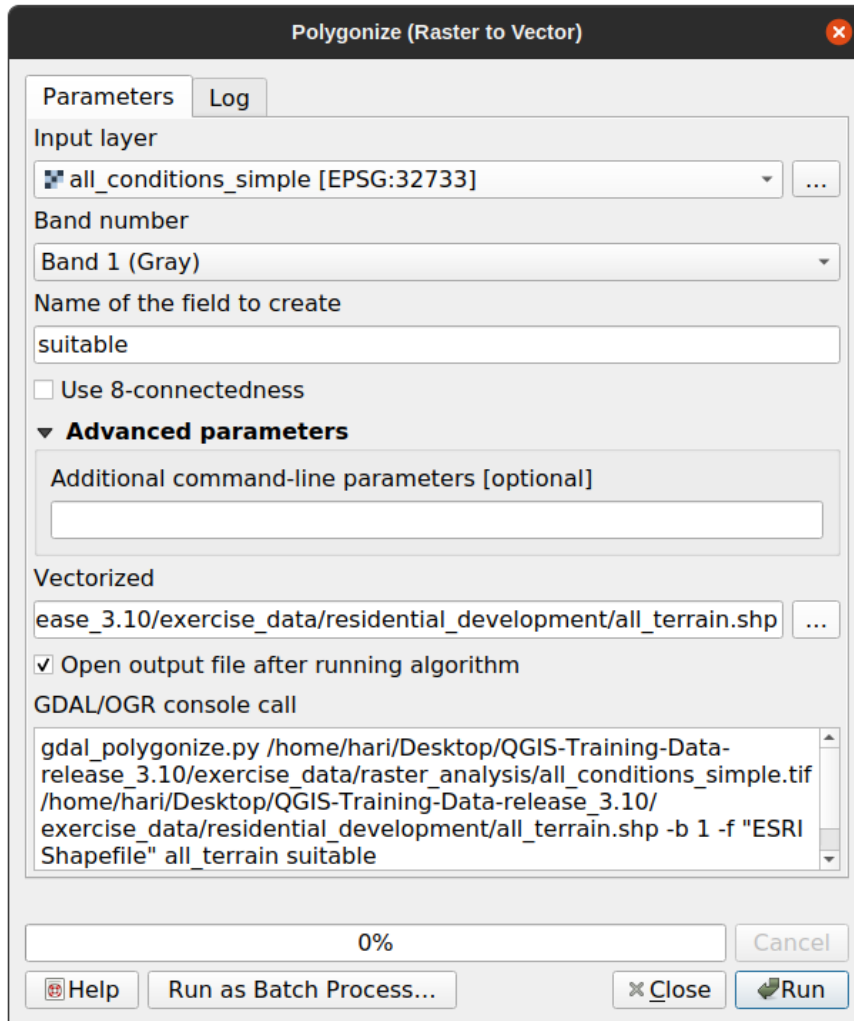 Polygonize (Raster to Vector)
Parameters
Log
Input layer
all_conditions_simple [EPSG:32733]
...
Band number
Band 1 (Gray)
Name of the field to create
suitable
Use 8-connectedness
Advanced parameters
Additional command-line parameters [optional]
Vectorized
ease_3.10/exercise_data/residential_development/all_terrain.shp
...
Open output file after running algorithm
GDAL/OGR console call
gdal_polygonize.py /home/hari/Desktop/QGIS-Training-Data-
release_3.10/exercise_data/raster_analysis/all_conditions_simple.tif
/home/hari/Desktop/QGIS-Training-Data-release_3.10/
exercise_data/residential_development/all_terrain.shp -b 1 -f "ESRI
Shapefile" all_terrain suitable
0%
Cancel
Help
Run as Batch Process...
Close
Run